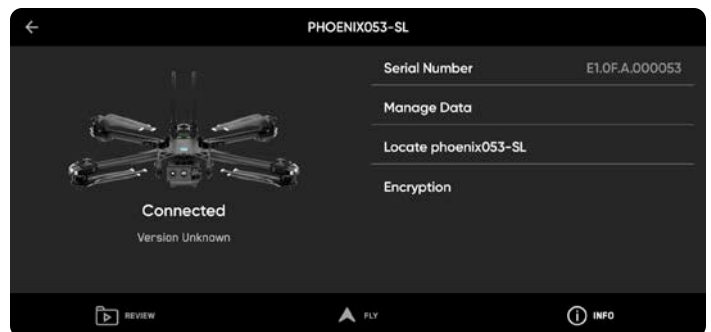 PHOENIX053-SL
Serial Number E1.0F.A.000053
Manage Data
Locate phoenix053-SL
Encryption
Connected
Version Unknown
REVIEW FLY INFO